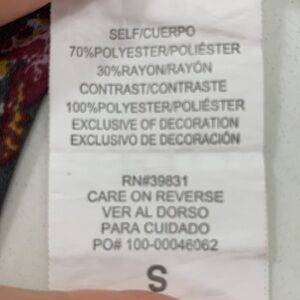 SELF/CUERPO
70%POLYESTER/POLIÉSTER
30%RAYON/RAYÓN
CONTRAST/CONTRASTE
100%POLYESTER/POLIÉSTER
EXCLUSIVE OF DECORATION
EXCLUSIVO DE DECORACIÓN
RN#39831
CARE ON REVERSE
VER AL DORSO
PARA CUIDADO
PO# 100-00046062
S